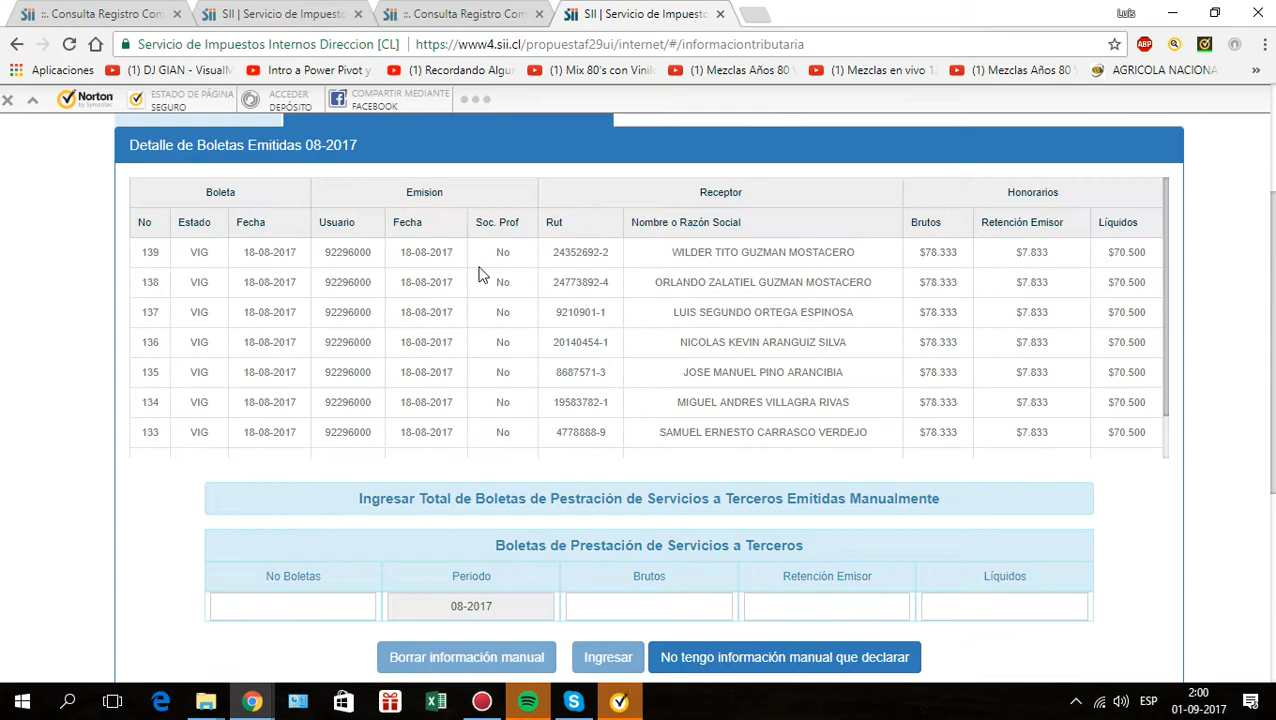 :. Consulta Registro Com
SII | Servicio de Impuesto
:. Consulta Registro Com
SII | Servicio de Impuesto
Luis
Servicio de Impuestos Internos Direccion [CL] https://www4.sii.cl/propuestaf29ui/internet/#/informaciontributaria
Aplicaciones (1) DJ GIAN - VisualM Intro a Power Pivot y (1) Recordando Algur (1) Mix 80's con Vinil (1) Mezclas Años 80 (1) Mezclas en vivo 1 (1) Mezclas Años 80 AGRICOLA NACIONA »
Norton by Symantec ESTADO DE PÁGINA SEGURO ACCEDER DEPÓSITO COMPARTIR MEDIANTE FACEBOOK
Detalle de Boletas Emitidas 08-2017
Boleta Emision Receptor Honorarios
No Estado Fecha Usuario Fecha Soc. Prof Rut Nombre o Razón Social Brutos Retención Emisor Líquidos
139 VIG 18-08-2017 92296000 18-08-2017 No 24352692-2 WILDER TITO GUZMAN MOSTACERO $78.333 $7.833 $70.500
138 VIG 18-08-2017 92296000 18-08-2017 No 24773892-4 ORLANDO ZALATIEL GUZMAN MOSTACERO $78.333 $7.833 $70.500
137 VIG 18-08-2017 92296000 18-08-2017 No 9210901-1 LUIS SEGUNDO ORTEGA ESPINOSA $78.333 $7.833 $70.500
136 VIG 18-08-2017 92296000 18-08-2017 No 20140454-1 NICOLAS KEVIN ARANGUIZ SILVA $78.333 $7.833 $70.500
135 VIG 18-08-2017 92296000 18-08-2017 No 8687571-3 JOSE MANUEL PINO ARANCIBIA $78.333 $7.833 $70.500
134 VIG 18-08-2017 92296000 18-08-2017 No 19583782-1 MIGUEL ANDRES VILLAGRA RIVAS $78.333 $7.833 $70.500
133 VIG 18-08-2017 92296000 18-08-2017 No 4778888-9 SAMUEL ERNESTO CARRASCO VERDEJO $78.333 $7.833 $70.500
Ingresar Total de Boletas de Pestración de Servicios a Terceros Emitidas Manualmente
Boletas de Prestación de Servicios a Terceros
No Boletas Periodo Brutos Retención Emisor Líquidos
08-2017
Borrar información manual Ingresar No tengo información manual que declarar
ESP 2:00
01-09-2017